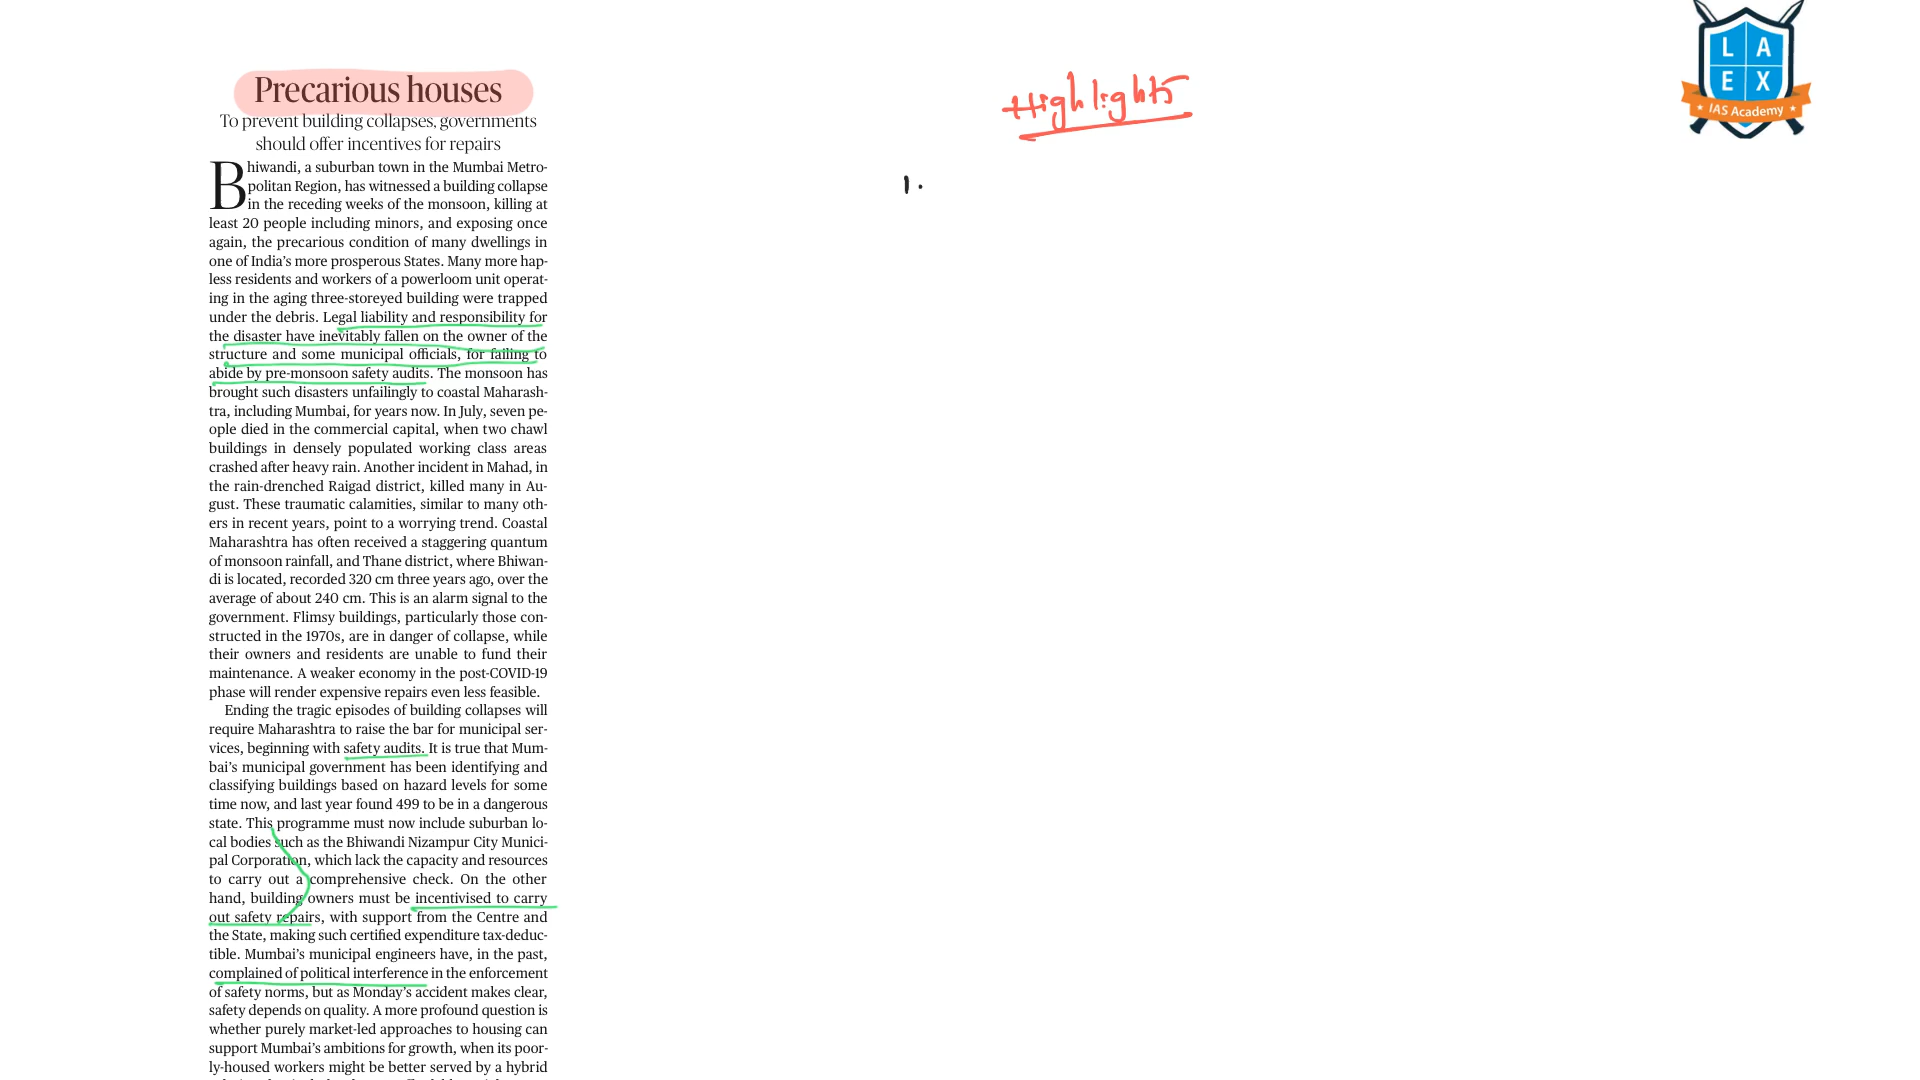 Precarious houses
To prevent building collapses, governments
should offer incentives for repairs
Bhiwandi, a suburban town in the Mumbai Metro-
politan Region, has witnessed a building collapse
in the receding weeks of the monsoon, killing at
least 20 people including minors, and exposing once
again, the precarious condition of many dwellings in
one of India's more prosperous States. Many more hap-
less residents and workers of a powerloom unit operat-
ing in the aging three-storeyed building were trapped
under the debris. Legal liability and responsibility for
the disaster have inevitably fallen on the owner of the
structure and some municipal officials, for failing to
abide by pre-monsoon safety audits. The monsoon has
brought such disasters unfailingly to coastal Maharash-
tra, including Mumbai, for years now. In July, seven pe-
ople died in the commercial capital, when two chawl
buildings in densely populated working class areas
crashed after heavy rain. Another incident in Mahad, in
the rain-drenched Raigad district, killed many in Au-
gust. These traumatic calamities, similar to many oth-
ers in recent years, point to a worrying trend. Coastal
Maharashtra has often received a staggering quantum
of monsoon rainfall, and Thane district, where Bhiwan-
di is located, recorded 320 cm three years ago, over the
average of about 240 cm. This is an alarm signal to the
government. Flimsy buildings, particularly those con-
structed in the 1970s, are in danger of collapse, while
their owners and residents are unable to fund their
maintenance. A weaker economy in the post-COVID-19
phase will render expensive repairs even less feasible.
Ending the tragic episodes of building collapses will
require Maharashtra to raise the bar for municipal ser-
vices, beginning with safety audits. It is true that Mum-
bai's municipal government has been identifying and
classifying buildings based on hazard levels for some
time now, and last year found 499 to be in a dangerous
state. This programme must now include suburban lo-
cal bodies such as the Bhiwandi Nizampur City Munici-
pal Corporation, which lack the capacity and resources
to carry out a comprehensive check. On the other
hand, building owners must be incentivised to carry
out safety repairs, with support from the Centre and
the State, making such certified expenditure tax-deduc-
tible. Mumbai's municipal engineers have, in the past,
complained of political interference in the enforcement
of safety norms, but as Monday's accident makes clear,
safety depends on quality. A more profound question is
whether purely market-led approaches to housing can
support Mumbai's ambitions for growth, when its poor-
ly-housed workers might be better served by a hybrid
Highlights
1.
L A
E X
IAS Academy